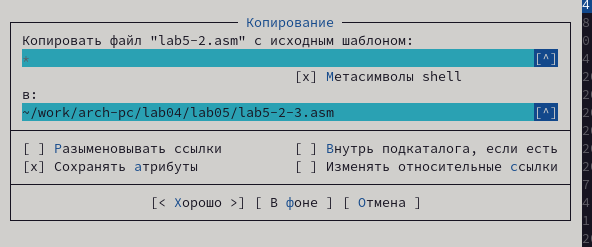 Копирование
Копировать файл "lab5-2.asm" с исходным шаблоном:
* [^]
[x] Метасимволы shell
в:
~/work/arch-pc/lab04/lab05/lab5-2-3.asm [^]
[ ] Разыменовывать ссылки [ ] Внутрь подкаталога, если есть
[x] Сохранять атрибуты [ ] Изменять относительные ссылки
[< Хорошо >] [ В фоне ] [ Отмена ]